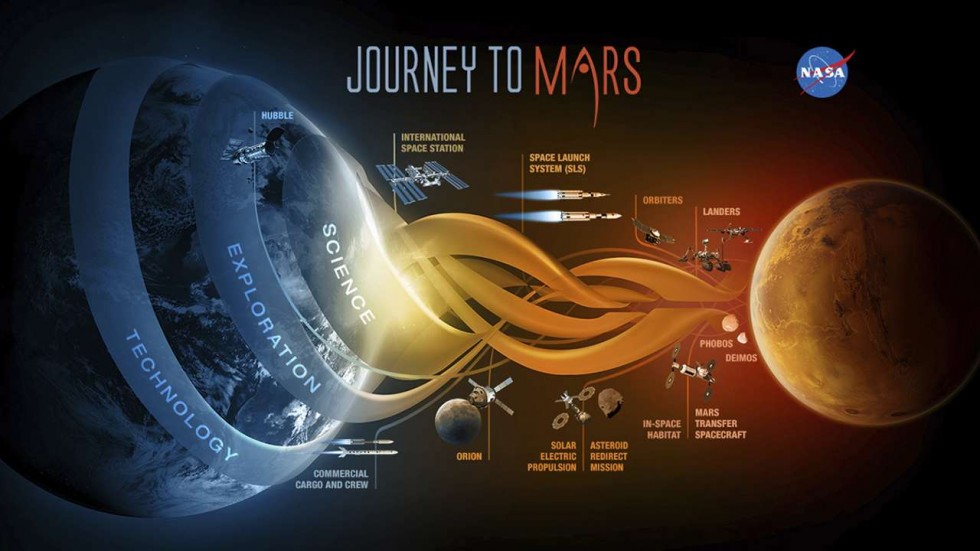 JOURNEY TO MARS
NASA
HUBBLE
INTERNATIONAL
SPACE STATION
SPACE LAUNCH
SYSTEM (SLS)
ORBITERS
LANDERS
SCIENCE
EXPLORATION
TECHNOLOGY
PHOBOS
DEIMOS
COMMERCIAL
CARGO AND CREW
ORION
SOLAR
ELECTRIC
PROPULSION
ASTEROID
REDIRECT
MISSION
IN-SPACE
HABITAT
MARS
TRANSFER
SPACECRAFT